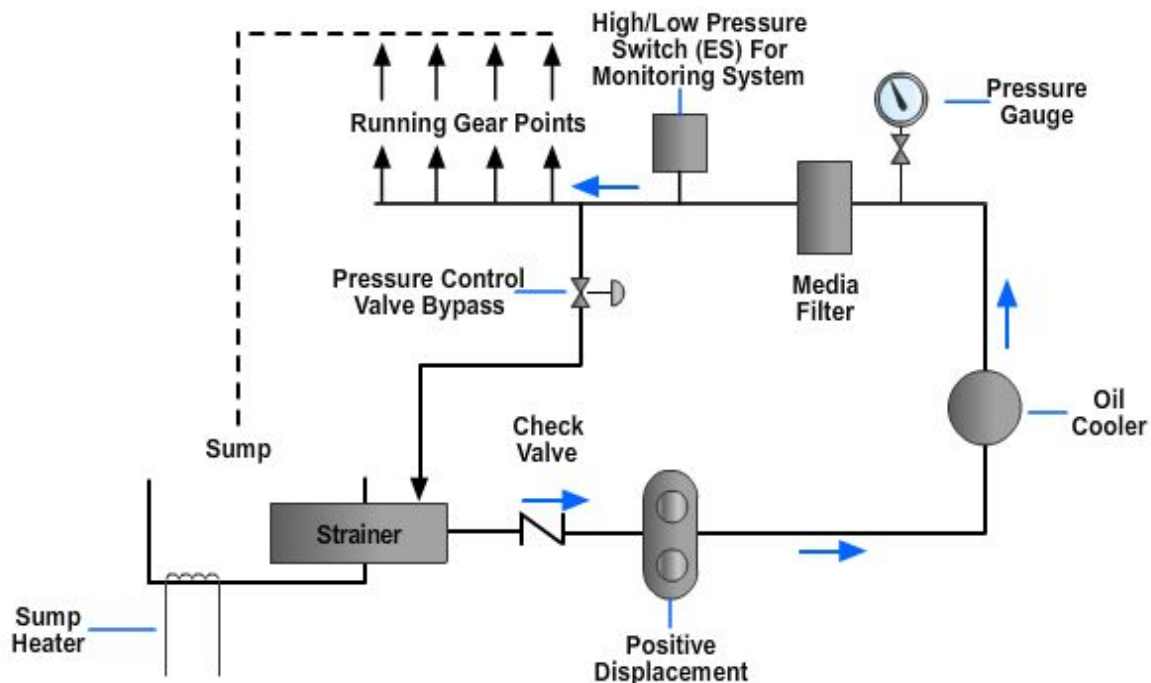 High/Low Pressure
Switch (ES) For
Monitoring System
Pressure
Gauge
Running Gear Points
Pressure Control
Valve Bypass
Media
Filter
Oil
Cooler
Check
Valve
Sump
Strainer
Sump
Heater
Positive
Displacement